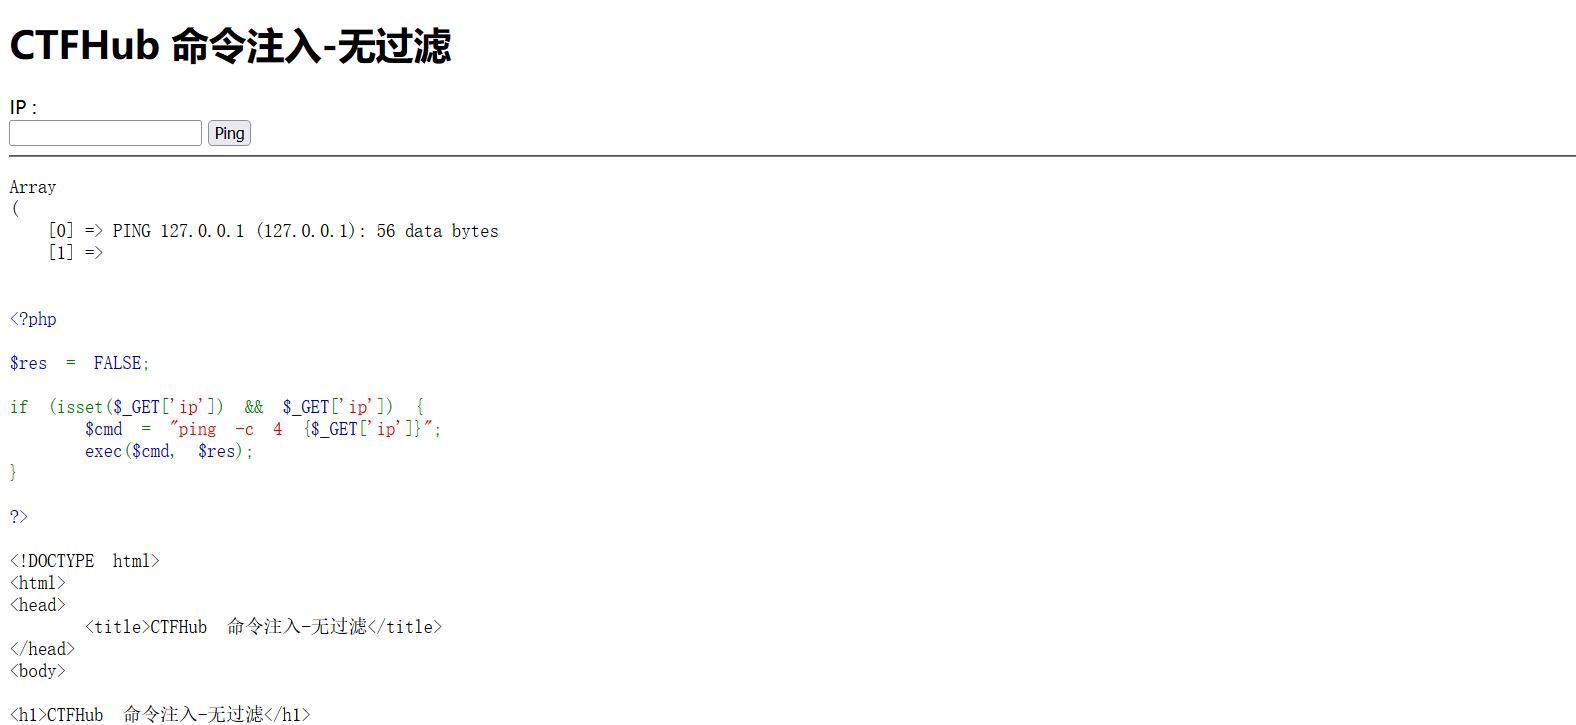 CTFHub 命令注入-无过滤
IP :
Ping
Array
(
    [0] => PING 127.0.0.1 (127.0.0.1): 56 data bytes
    [1] =>
<?php
$res = FALSE;
if (isset($_GET['ip']) && $_GET['ip']) {
        $cmd = "ping -c 4 {$_GET['ip']}";
        exec($cmd, $res);
}
?>
<!DOCTYPE html>
<html>
<head>
        <title>CTFHub 命令注入-无过滤</title>
</head>
<body>
<h1>CTFHub 命令注入-无过滤</h1>